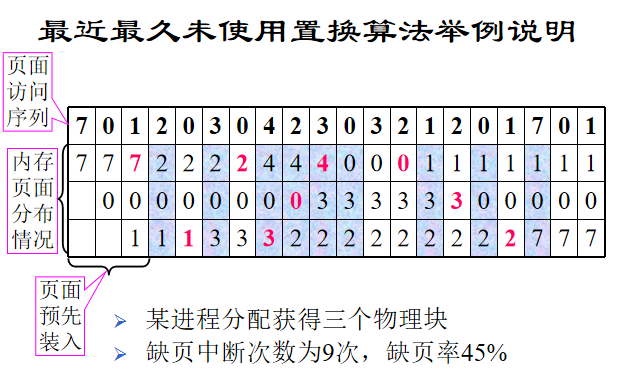 最近最久未使用置换算法举例说明
页面
访问
序列
7 0 1 2 0 3 0 4 2 3 0 3 2 1 2 0 1 7 0 1
内存
页面
分布
情况
7 7 7 2 2 2 2 4 4 4 0 0 0 1 1 1 1 1 1 1
0 0 0 0 0 0 0 0 3 3 3 3 3 3 0 0 0 0 0
1 1 1 3 3 3 2 2 2 2 2 2 2 2 2 7 7 7
页面
预先
装入
某进程分配获得三个物理块
缺页中断次数为9次，缺页率45%